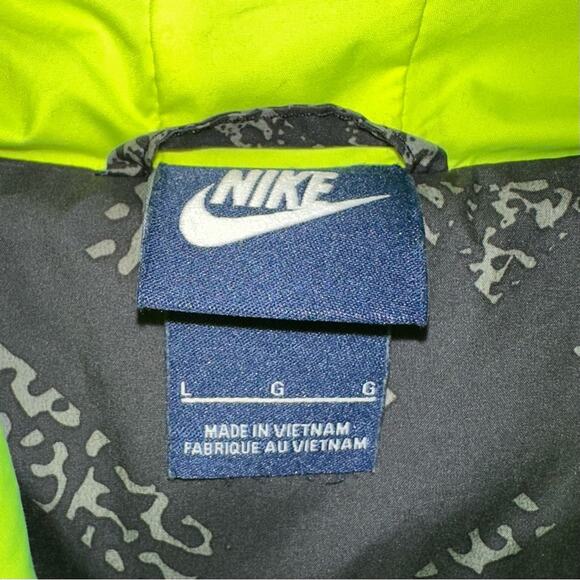 NIKE
L G G
MADE IN VIETNAM
FABRIQUE AU VIETNAM